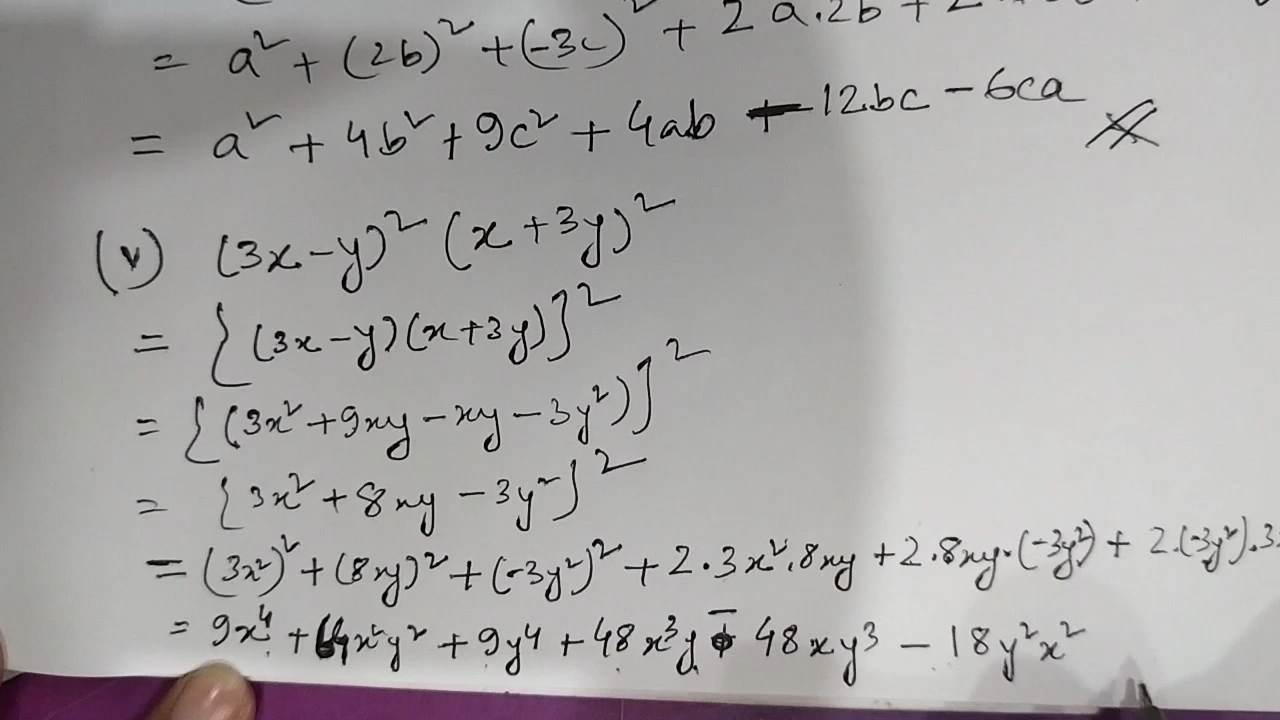 = a² + (2b)² + (-3c)² + 2a.2b + 2
= a² + 4b² + 9c² + 4ab - 12bc - 6ca
(v) (3x-y)² (x+3y)²
= {(3x-y)(x+3y)}²
= {(3x²+9xy-xy-3y²)}²
= {3x²+8xy-3y²}²
= (3x²)² + (8xy)² + (-3y²)² + 2.3x².8xy + 2.8xy.(-3y²) + 2.(-3y²).3
= 9x⁴ + 64x²y² + 9y⁴ + 48x³y - 48xy³ - 18y²x²